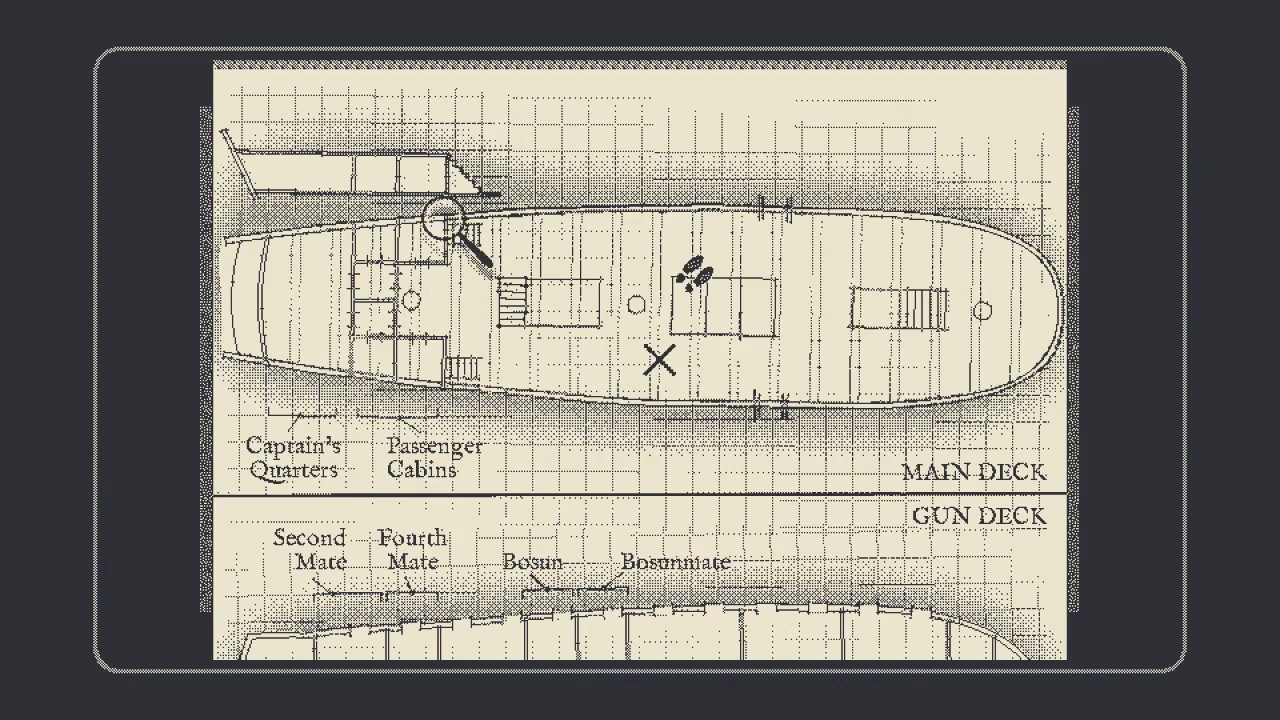 Captain's
Quarters
Passenger
Cabins
MAIN DECK
GUN DECK
Second
Mate
Fourth
Mate
Bosun
Bosunmate